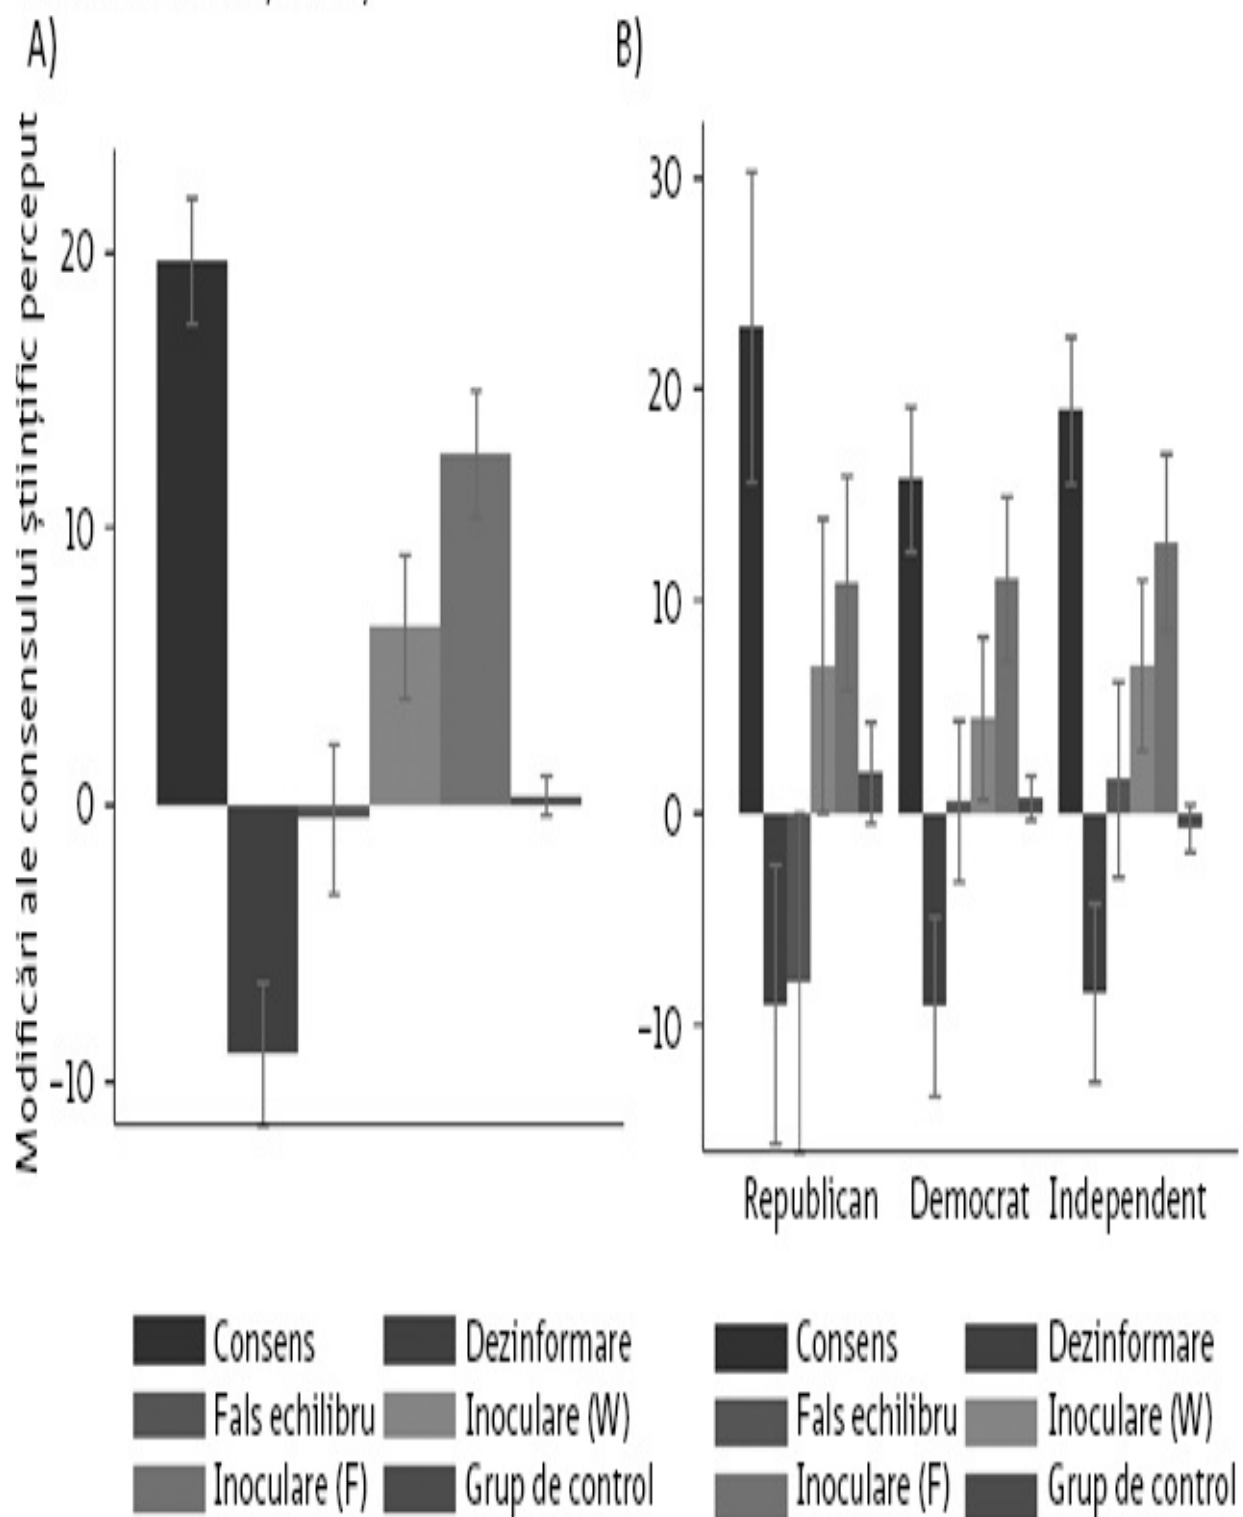 A)
B)
Modificări ale consensului științific perceput
20
10
0
-10
30
20
10
0
-10
Republican Democrat Independent
Consens Dezinformare
Fals echilibru Inoculare (W)
Inoculare (F) Grup de control
Consens Dezinformare
Fals echilibru Inoculare (W)
Inoculare (F) Grup de control